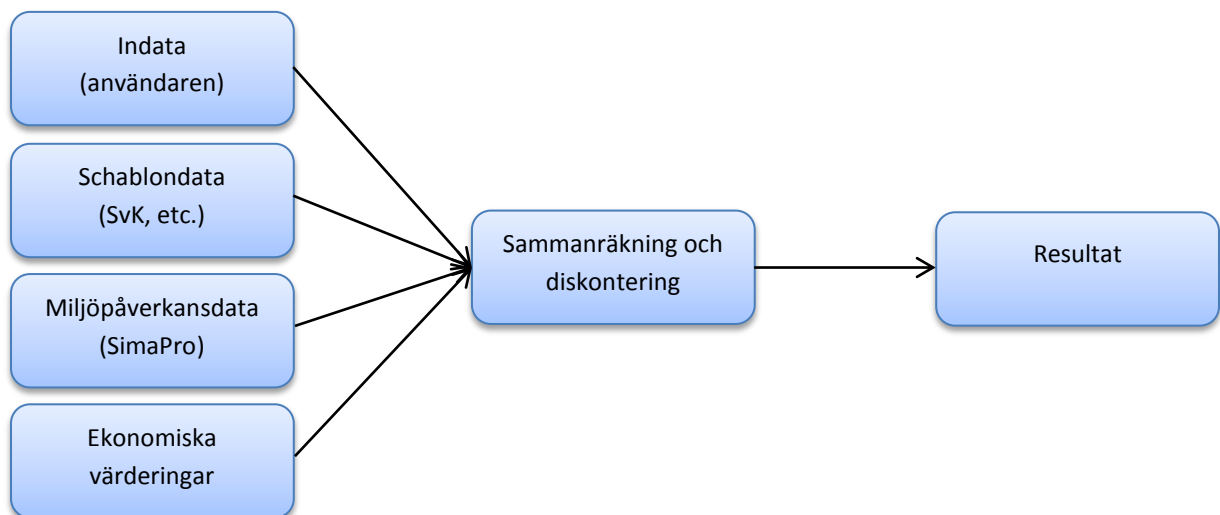 Indata
(användaren)
Schablondata
(SvK, etc.)
Miljöpåverkansdata
(SimaPro)
Ekonomiska
värderingar
Sammanräkning och
diskontering
Resultat